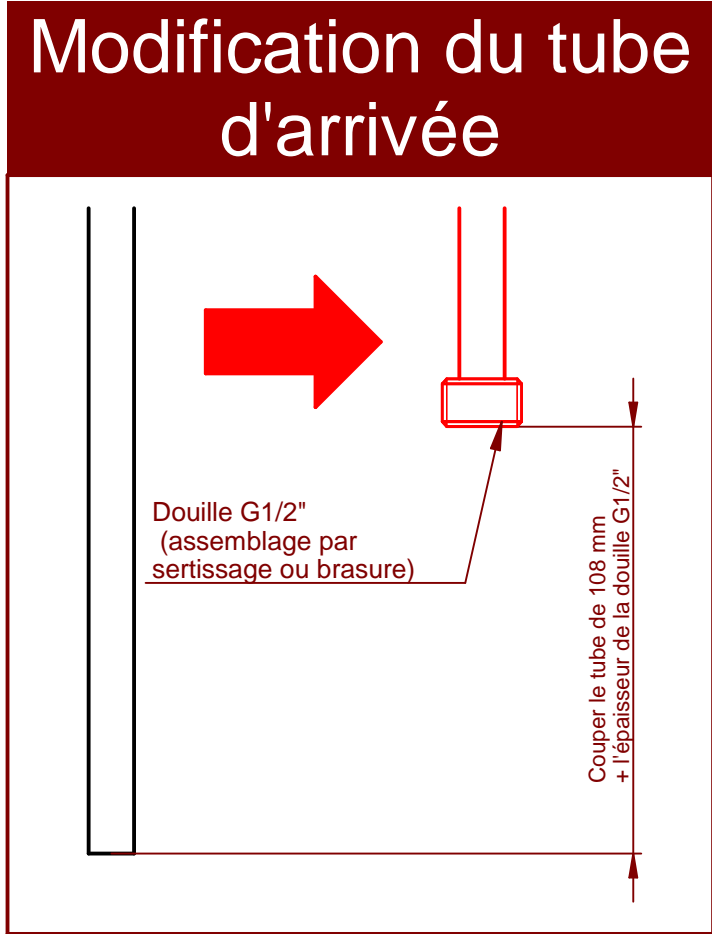 Modification du tube
d'arrivée
Douille G1/2"
(assemblage par
sertissage ou brasure)
Couper le tube de 108 mm
+ l'épaisseur de la douille G1/2"